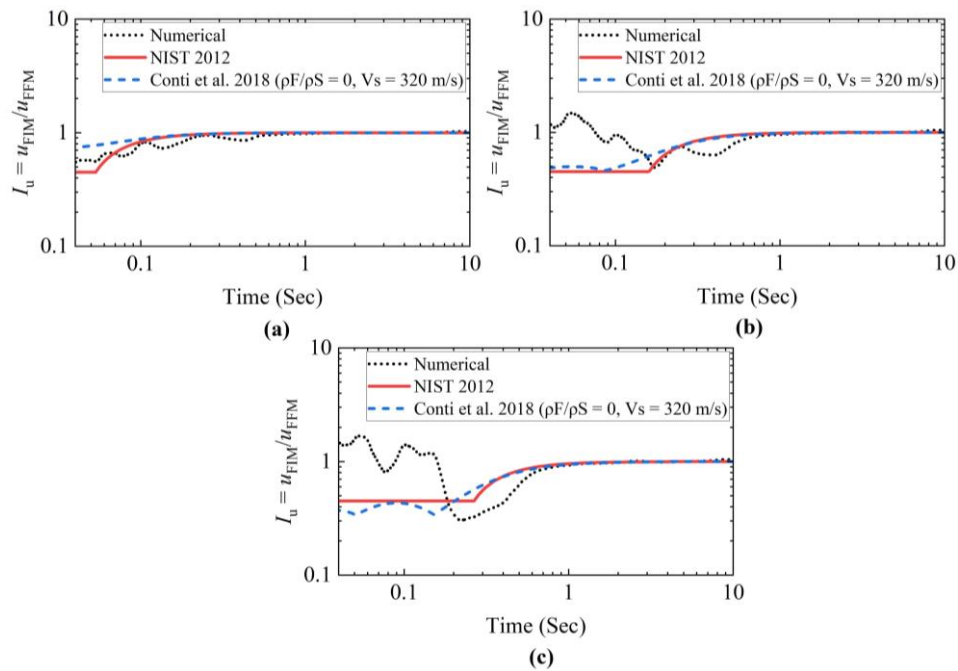 10
Numerical
NIST 2012
Conti et al. 2018 (ρF/ρS = 0, Vs = 320 m/s)
I_u = u_FIM/u_FFM
1
0.1
0.1
1
10
Time (Sec)
(a)
10
Numerical
NIST 2012
Conti et al. 2018 (ρF/ρS = 0, Vs = 320 m/s)
I_u = u_FIM/u_FFM
1
0.1
0.1
1
10
Time (Sec)
(b)
10
Numerical
NIST 2012
Conti et al. 2018 (ρF/ρS = 0, Vs = 320 m/s)
I_u = u_FIM/u_FFM
1
0.1
0.1
1
10
Time (Sec)
(c)